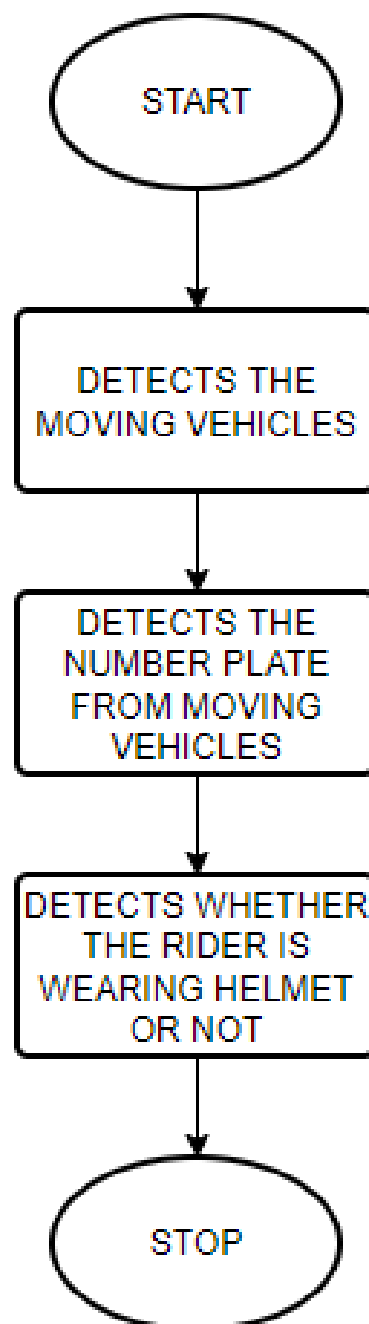 START
DETECTS THE
MOVING VEHICLES
DETECTS THE
NUMBER PLATE
FROM MOVING
VEHICLES
DETECTS WHETHER
THE RIDER IS
WEARING HELMET
OR NOT
STOP